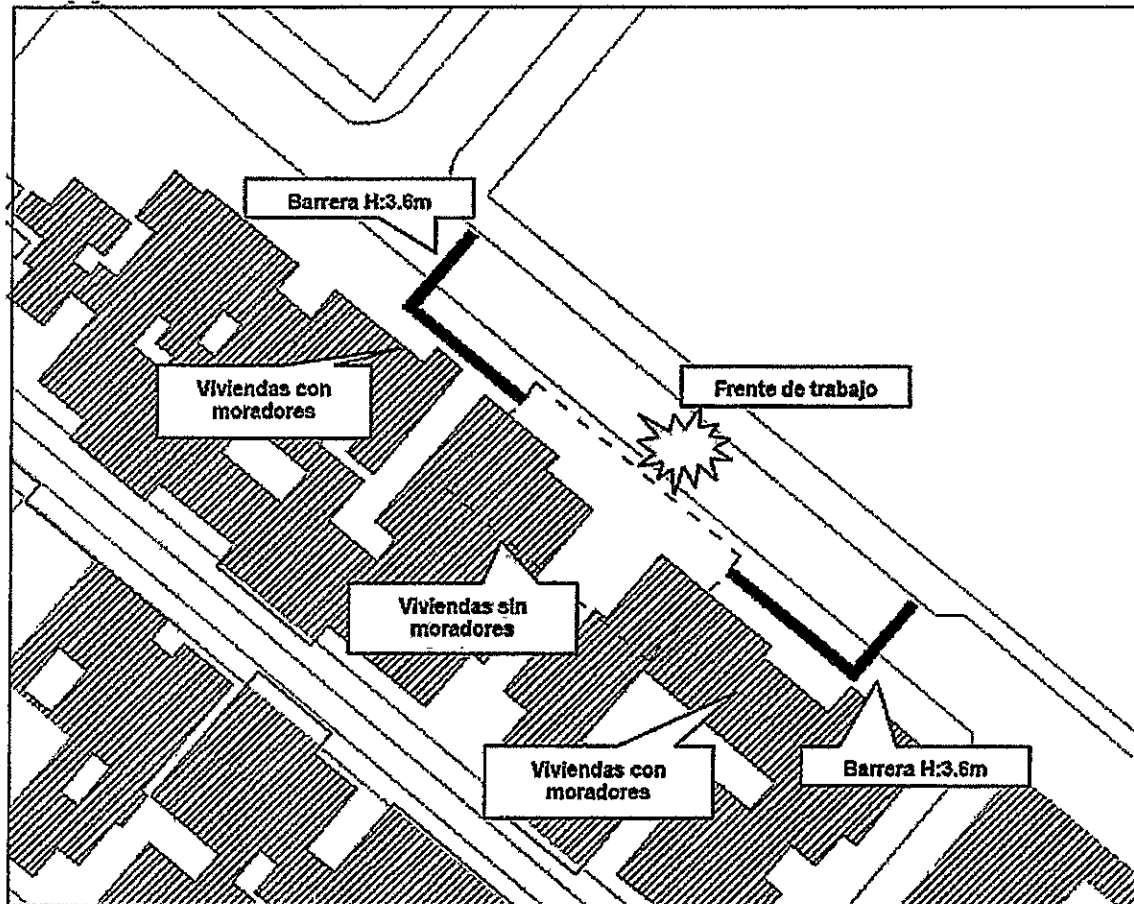 Barrera H:3.6m
Viviendas con
moradores
Frente de trabajo
Viviendas sin
moradores
Viviendas con
moradores
Barrera H:3.6m